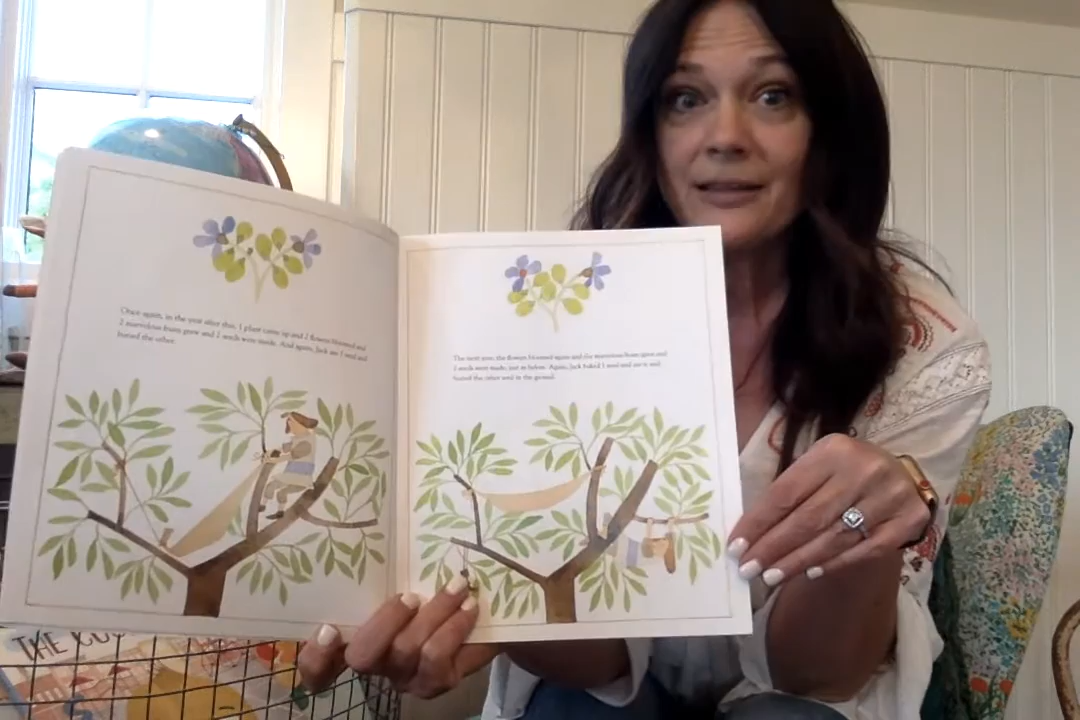 Once again, in the year after this, 1 plant came up and 2 flowers bloomed and
2 marvelous fruits grew and 2 seeds were made. And again, Jack ate 1 seed and
buried the other.
The next year, the flowers bloomed again and the marvelous fruits grew and
2 seeds were made, just as before. Again, Jack baked 1 seed and ate it and
buried the other seed in the ground.
THE